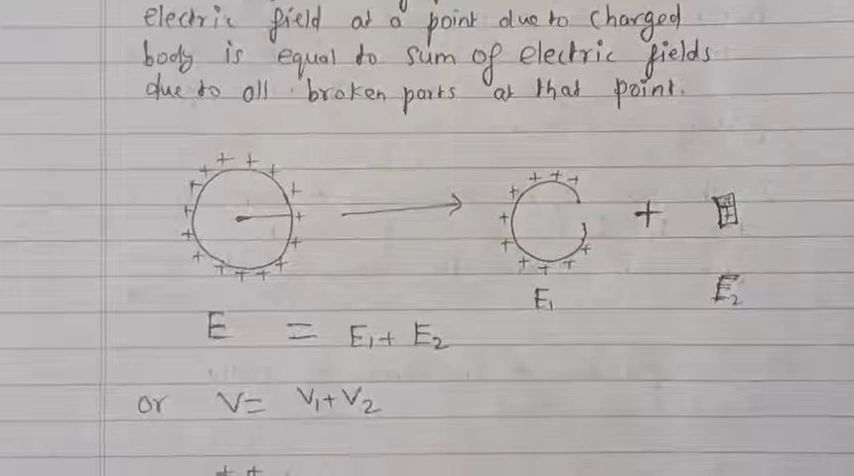 electric field at a point due to charged
body is equal to sum of electric fields
due to all broken parts at that point.
+
E₁ E₂
E = E₁+ E₂
or V= V₁+V₂